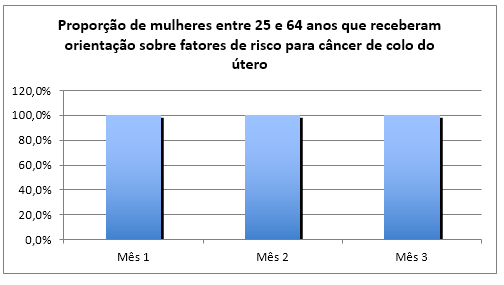 Proporção de mulheres entre 25 e 64 anos que receberam
orientação sobre fatores de risco para câncer de colo do
útero
120,0%
100,0%
80,0%
60,0%
40,0%
20,0%
0,0%
Mês 1 Mês 2 Mês 3